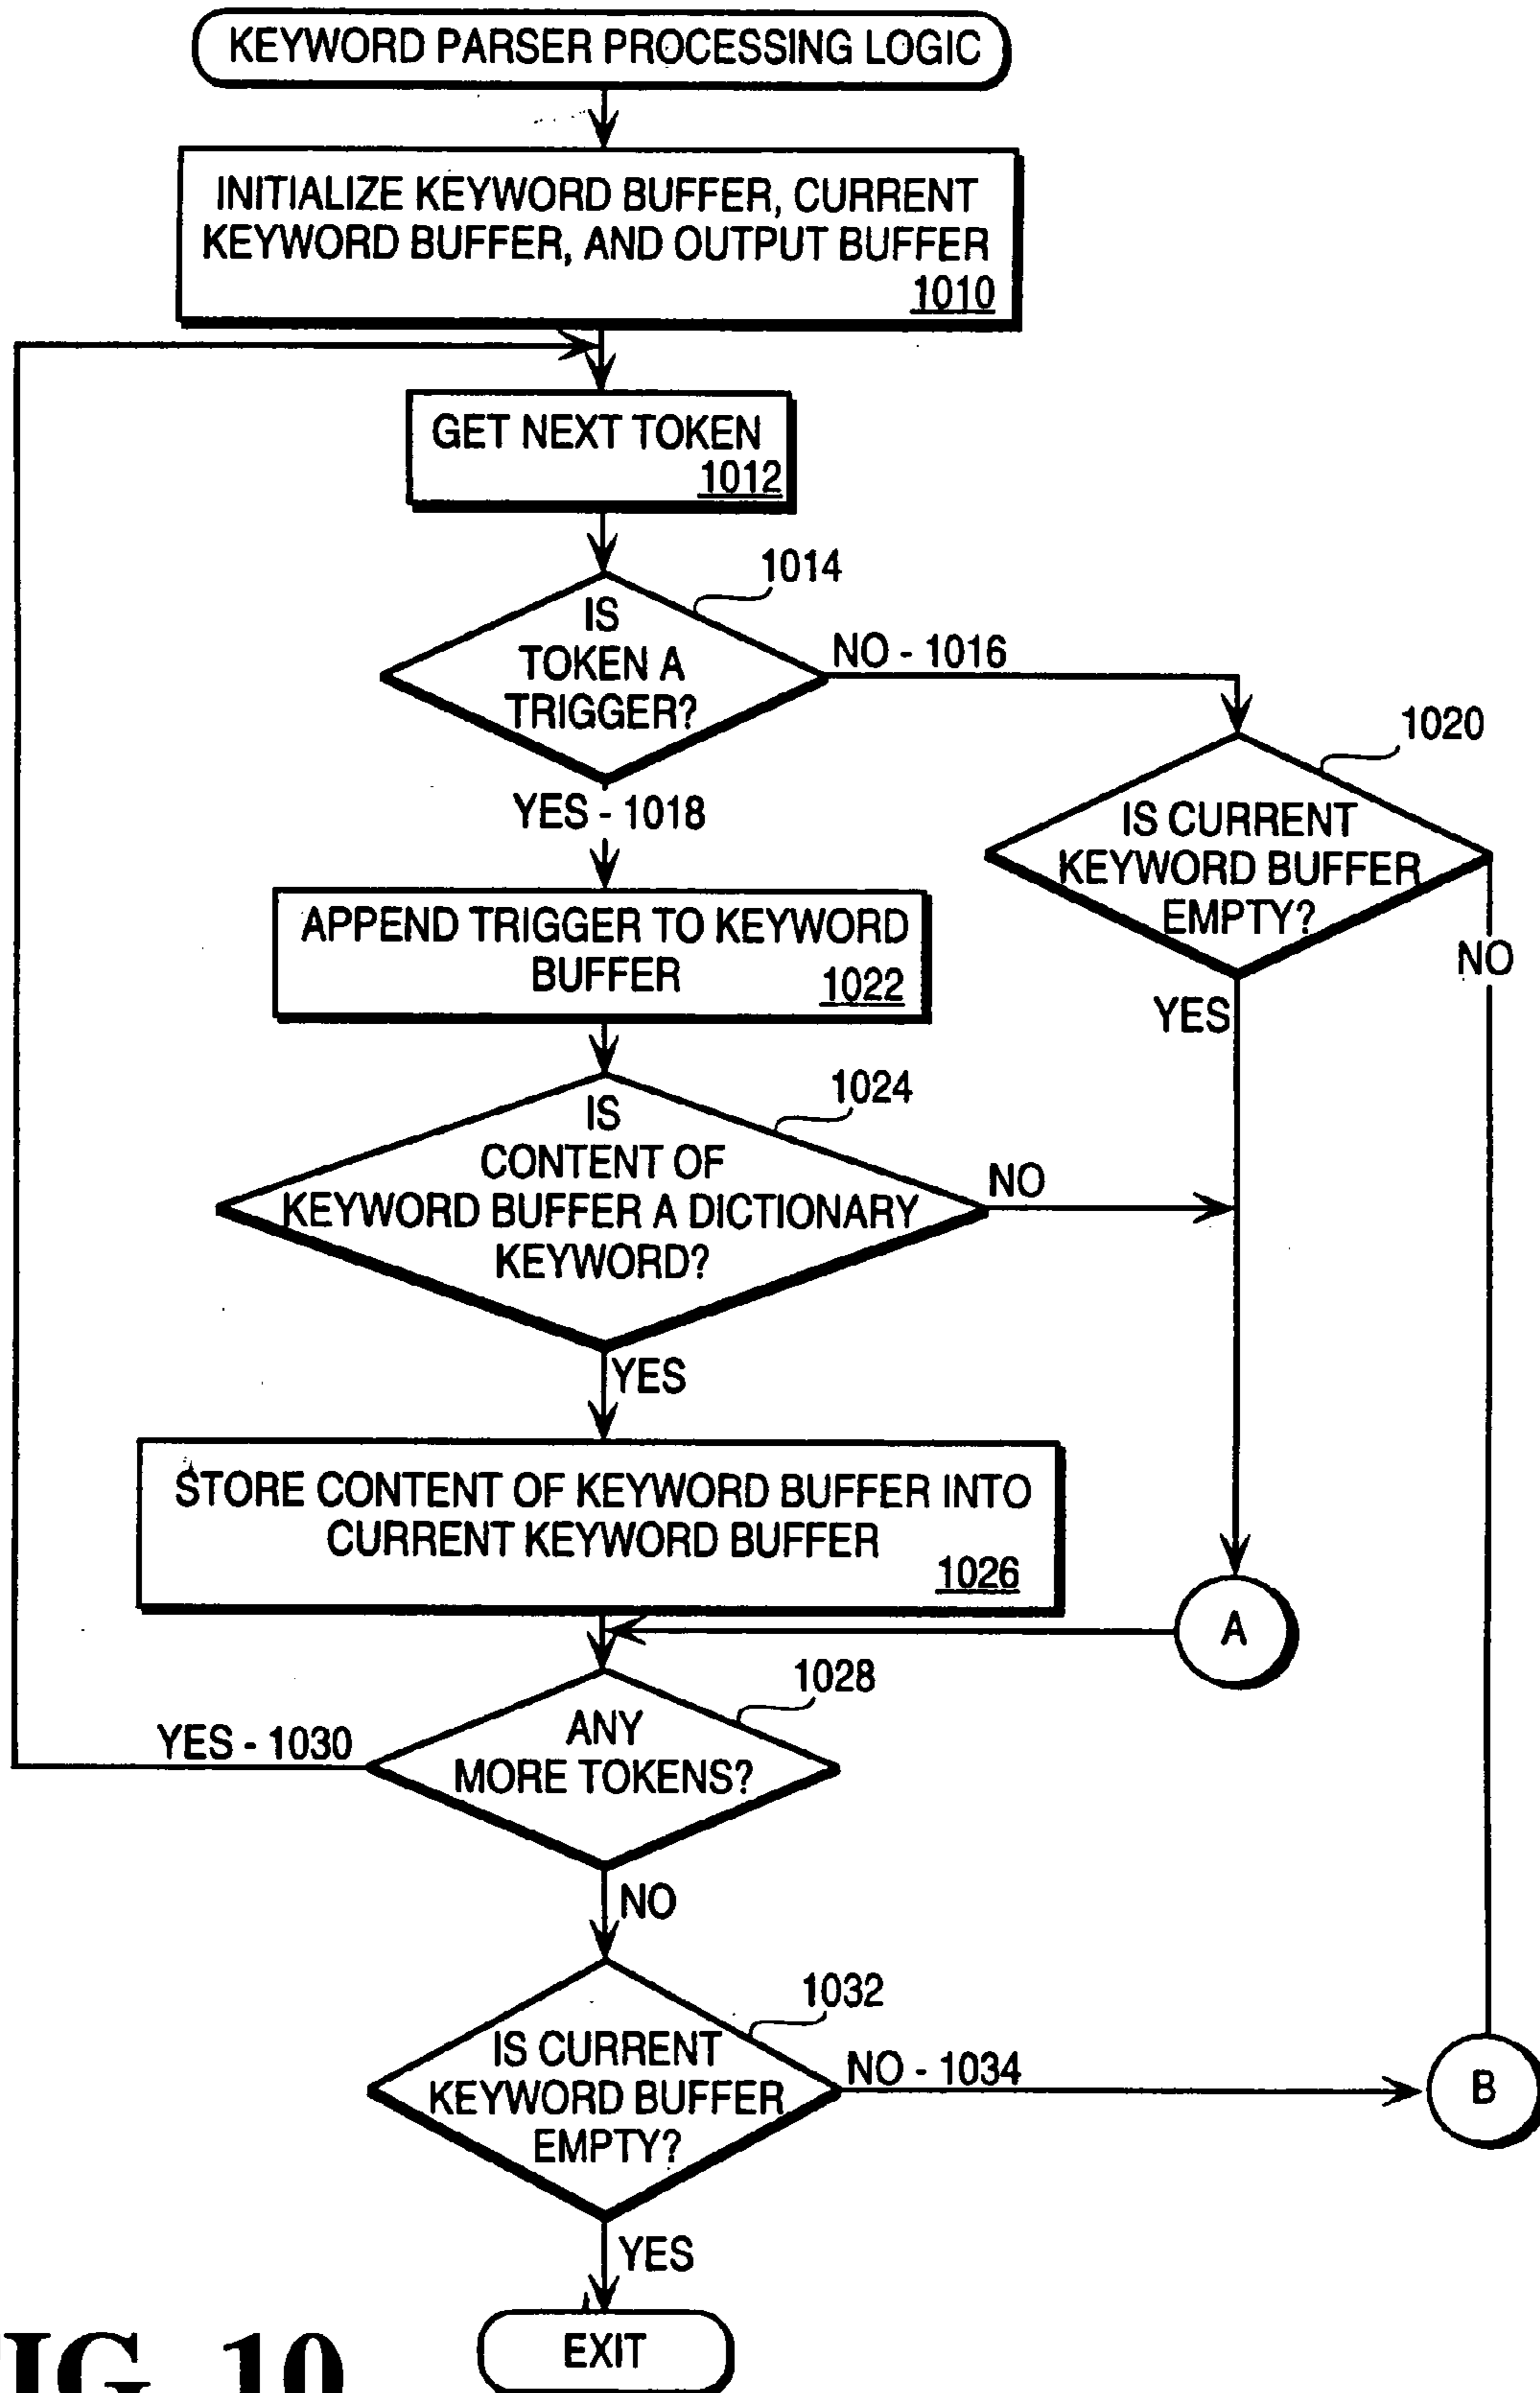 KEYWORD PARSER PROCESSING LOGIC
INITIALIZE KEYWORD BUFFER, CURRENT
KEYWORD BUFFER, AND OUTPUT BUFFER
1010
GET NEXT TOKEN
1012
1014
IS
TOKEN A
TRIGGER?
NO - 1016
1020
IS CURRENT
KEYWORD BUFFER
EMPTY?
NO
YES
YES - 1018
APPEND TRIGGER TO KEYWORD
BUFFER
1022
1024
IS
CONTENT OF
KEYWORD BUFFER A DICTIONARY
KEYWORD?
NO
YES
STORE CONTENT OF KEYWORD BUFFER INTO
CURRENT KEYWORD BUFFER
1026
A
1028
ANY
MORE TOKENS?
YES - 1030
NO
1032
IS CURRENT
KEYWORD BUFFER
EMPTY?
NO - 1034
B
YES
EXIT
IG. 10